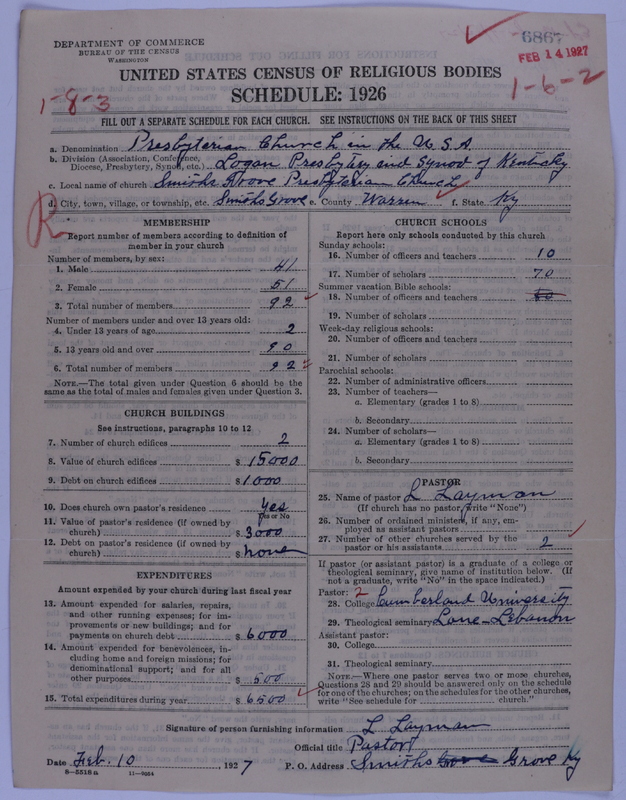 DEPARTMENT OF COMMERCE
BUREAU OF THE CENSUS
WASHINGTON
6867
FEB 14 1927
1-8-3
1-6-2
UNITED STATES CENSUS OF RELIGIOUS BODIES
SCHEDULE: 1926
FILL OUT A SEPARATE SCHEDULE FOR EACH CHURCH. SEE INSTRUCTIONS ON THE BACK OF THIS SHEET
a. Denomination Presbyterian Church in the U.S.A.
b. Division (Association, Conference, Diocese, Presbytery, Synod, etc.) Logan Presbytery and Synod of Kentucky
c. Local name of church Smiths Grove Presbyterian Church
d. City, town, village, or township, etc. Smiths Grove e. County Warren f. State Ky
R
MEMBERSHIP
Report number of members according to definition of
member in your church
Number of members, by sex:
1. Male 41
2. Female 51
3. Total number of members 92
Number of members under and over 13 years old:
4. Under 13 years of age 2
5. 13 years old and over 90
6. Total number of members 92
NOTE.—The total given under Question 6 should be the
same as the total of males and females given under Question 3.
CHURCH BUILDINGS
See instructions, paragraphs 10 to 12
7. Number of church edifices 2
8. Value of church edifices $ 15000
9. Debt on church edifices $ 1000
10. Does church own pastor's residence Yes
Yes or No
11. Value of pastor's residence (if owned by
church) $ 3000
12. Debt on pastor's residence (if owned by
church) $ none
EXPENDITURES
Amount expended by your church during last fiscal year
13. Amount expended for salaries, repairs,
and other running expenses; for im-
provements or new buildings; and for
payments on church debt $ 6000
14. Amount expended for benevolences, in-
cluding home and foreign missions; for
denominational support; and for all
other purposes $ 500
15. Total expenditures during year $ 6500
CHURCH SCHOOLS
Report here only schools conducted by this church
Sunday schools:
16. Number of officers and teachers 10
17. Number of scholars 70
Summer vacation Bible schools:
18. Number of officers and teachers
19. Number of scholars
Week-day religious schools:
20. Number of officers and teachers
21. Number of scholars
Parochial schools:
22. Number of administrative officers
23. Number of teachers—
a. Elementary (grades 1 to 8)
b. Secondary
24. Number of scholars—
a. Elementary (grades 1 to 8)
b. Secondary
PASTOR
25. Name of pastor L Layman
(If church has no pastor, write "None")
26. Number of ordained ministers, if any, em-
ployed as assistant pastors
27. Number of other churches served by the
pastor or his assistants 2
If pastor (or assistant pastor) is a graduate of a college or
theological seminary, give name of institution below. (If
not a graduate, write "No" in the space indicated.)
Pastor: 2
28. College Cumberland University
29. Theological seminary Lebanon
Assistant pastor:
30. College
31. Theological seminary
NOTE.—Where one pastor serves two or more churches,
Questions 28 and 29 should be answered only on the schedule
for one of the churches; on the schedules for the other churches,
write "See schedule for church."
Signature of person furnishing information L Layman
Official title Pastor
Date Feb. 10 1927 P. O. Address Smiths Grove Ky
8-5518a 11-9664